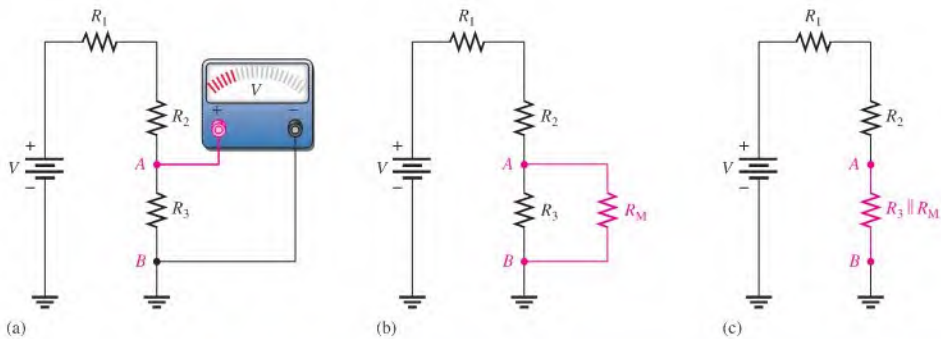 R1
R2
V
+
−
A
+
−
V
R3
B
(a)
R1
R2
A
+
−
V
R3
RM
B
(b)
R1
R2
A
+
−
V
R3 || RM
B
(c)